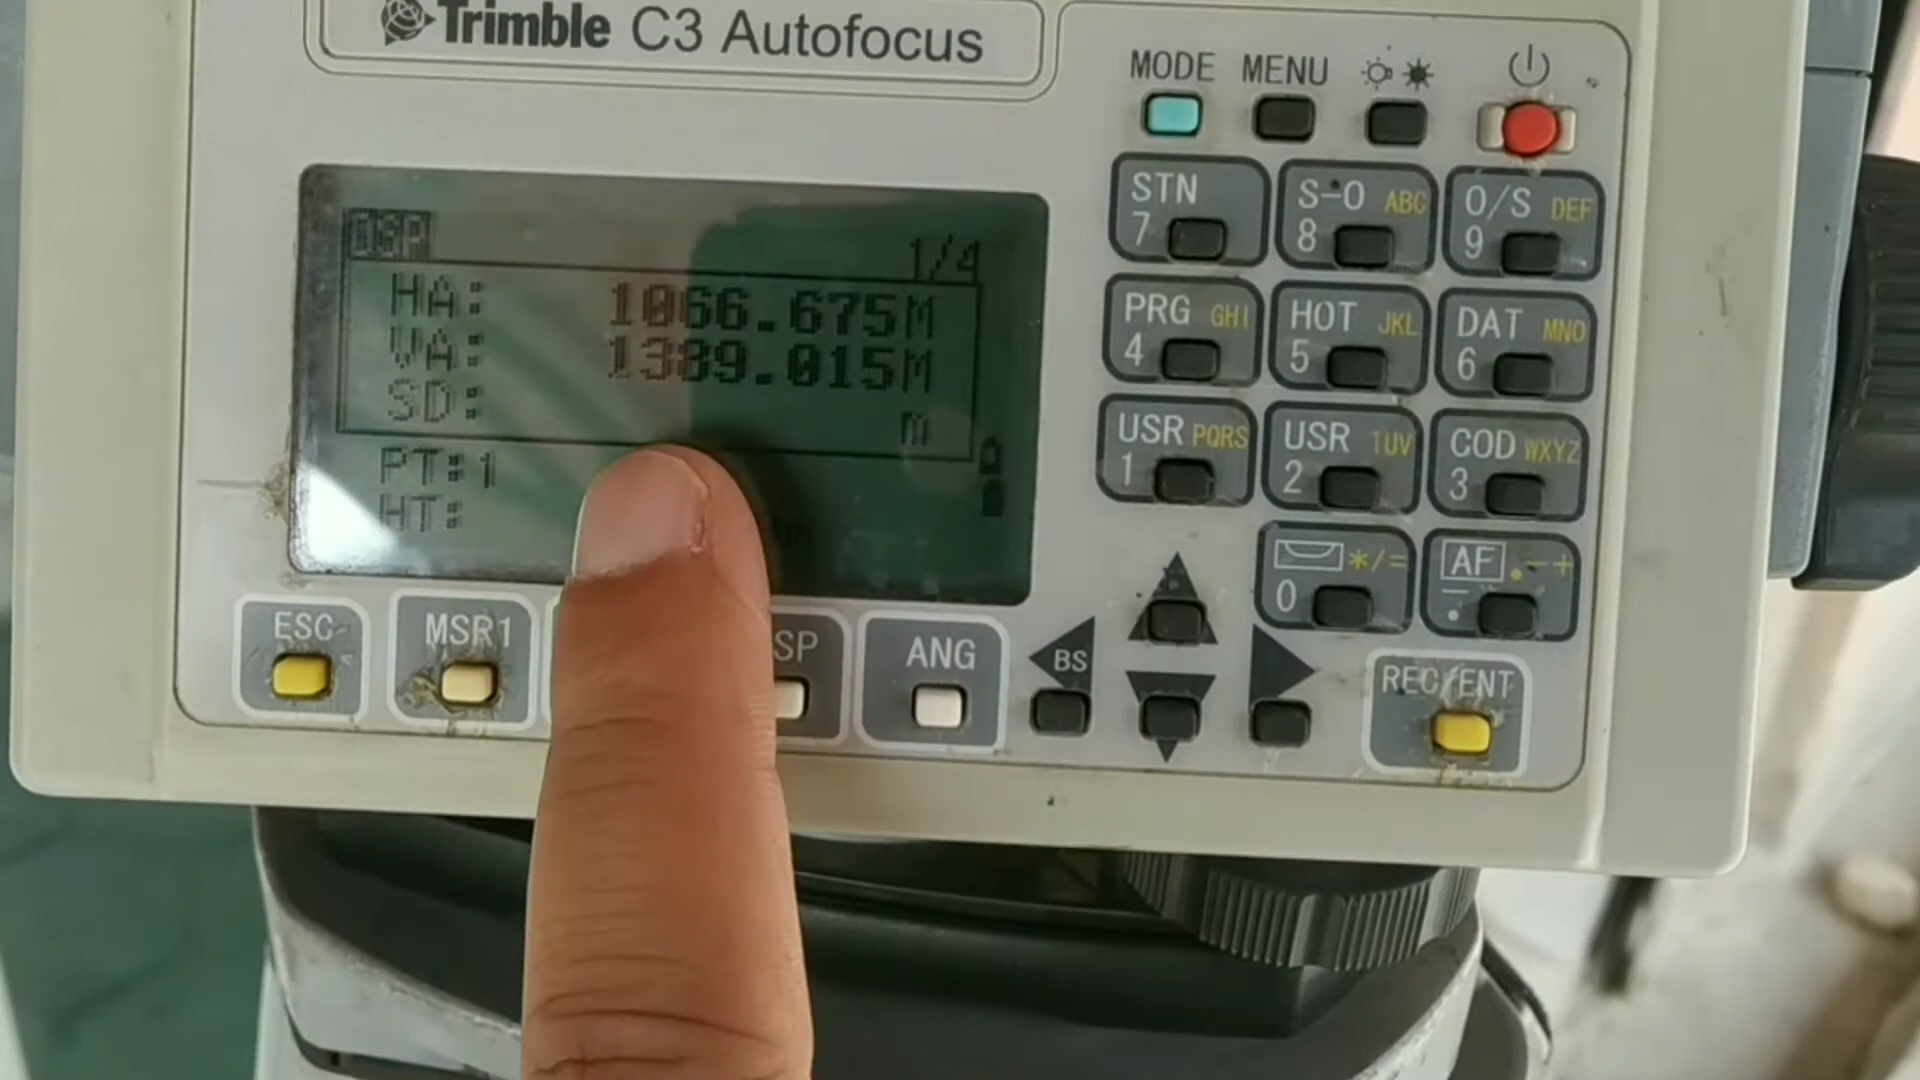 Trimble C3 Autofocus
MODE MENU
DSP 1/4
HA: 1066.675M
VA: 1389.015M
SD: m
PT:1
HT:
STN 7
S-O ABC 8
O/S DEF 9
PRG GHI 4
HOT JKL 5
DAT MNO 6
USR PQRS 1
USR TUV 2
COD WXYZ 3
*/= 0
AF .-+ -.
ESC MSR1 SP ANG BS REC/ENT